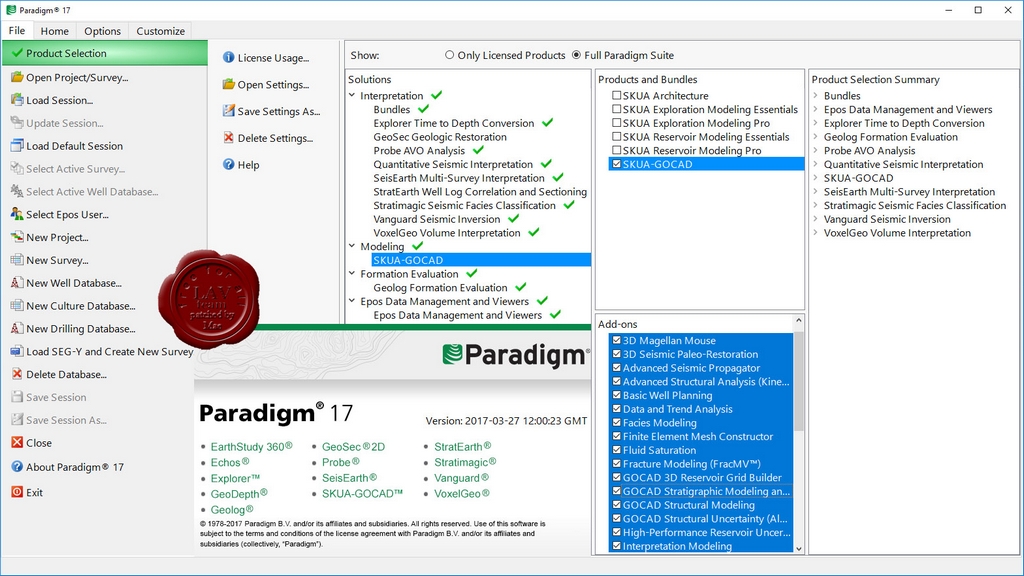 Paradigm® 17
File Home Options Customize
Product Selection
Open Project/Survey...
Load Session...
Update Session...
Load Default Session
Select Active Survey...
Select Active Well Database...
Select Epos User...
New Project...
New Survey...
New Well Database...
New Culture Database...
New Drilling Database...
Load SEG-Y and Create New Survey
Delete Database...
Save Session
Save Session As...
Close
About Paradigm® 17
Exit
License Usage...
Open Settings...
Save Settings As...
Delete Settings...
Help
Show: Only Licensed Products Full Paradigm Suite
Solutions
Interpretation
Bundles
Explorer Time to Depth Conversion
GeoSec Geologic Restoration
Probe AVO Analysis
Quantitative Seismic Interpretation
SeisEarth Multi-Survey Interpretation
StratEarth Well Log Correlation and Sectioning
Stratimagic Seismic Facies Classification
Vanguard Seismic Inversion
VoxelGeo Volume Interpretation
Modeling
SKUA-GOCAD
Formation Evaluation
Geolog Formation Evaluation
Epos Data Management and Viewers
Epos Data Management and Viewers
Products and Bundles
SKUA Architecture
SKUA Exploration Modeling Essentials
SKUA Exploration Modeling Pro
SKUA Reservoir Modeling Essentials
SKUA Reservoir Modeling Pro
SKUA-GOCAD
Add-ons
3D Magellan Mouse
3D Seismic Paleo-Restoration
Advanced Seismic Propagator
Advanced Structural Analysis (Kine...
Basic Well Planning
Data and Trend Analysis
Facies Modeling
Finite Element Mesh Constructor
Fluid Saturation
Fracture Modeling (FracMV™)
GOCAD 3D Reservoir Grid Builder
GOCAD Stratigraphic Modeling an...
GOCAD Structural Modeling
GOCAD Structural Uncertainty (Al...
High-Performance Reservoir Uncer...
Interpretation Modeling
Product Selection Summary
Bundles
Epos Data Management and Viewers
Explorer Time to Depth Conversion
Geolog Formation Evaluation
Probe AVO Analysis
Quantitative Seismic Interpretation
SKUA-GOCAD
SeisEarth Multi-Survey Interpretation
Stratimagic Seismic Facies Classification
Vanguard Seismic Inversion
VoxelGeo Volume Interpretation
LAV
team
patched by
Paradigm®
Paradigm® 17
Version: 2017-03-27 12:00:23 GMT
EarthStudy 360®
Echos®
Explorer™
GeoDepth®
Geolog®
GeoSec®2D
Probe®
SeisEarth®
SKUA-GOCAD™
StratEarth®
Stratimagic®
Vanguard®
VoxelGeo®
© 1978-2017 Paradigm B.V. and/or its affiliates and subsidiaries. All rights reserved. Use of this software is
subject to the terms and conditions of the license agreement with Paradigm B.V. and/or its affiliates and
subsidiaries (collectively, "Paradigm").